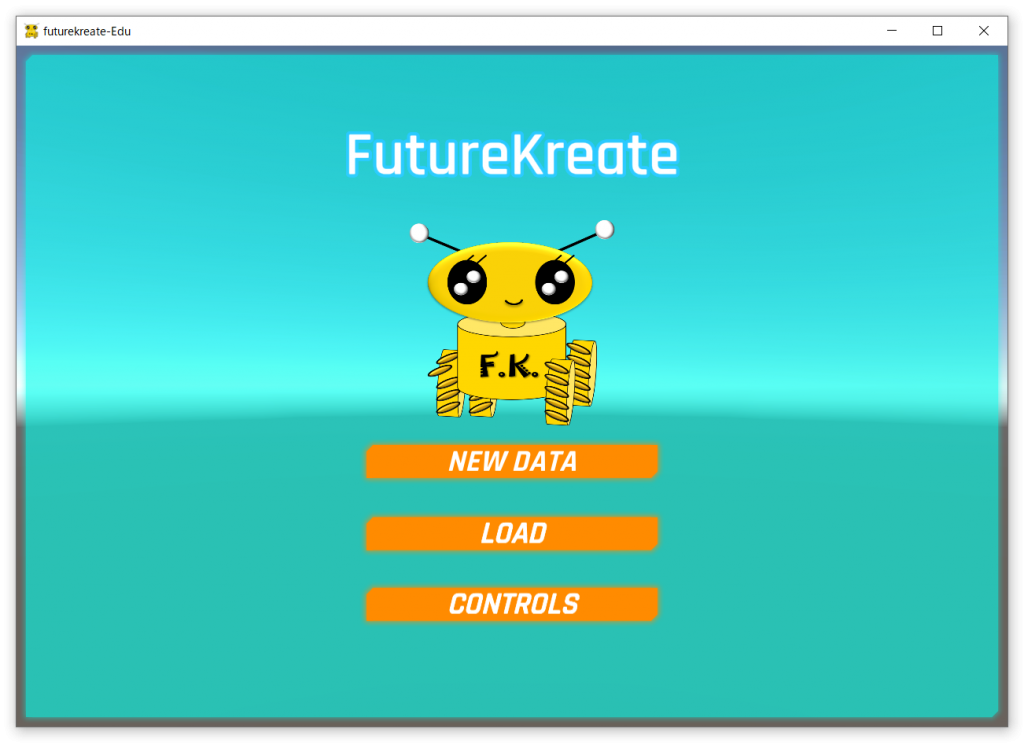 futurekreate-Edu
FutureKreate
F.K.
NEW DATA
LOAD
CONTROLS